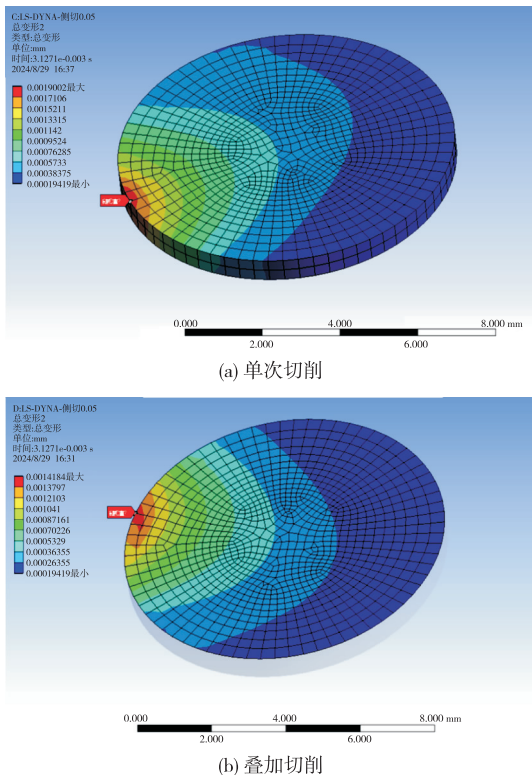 C:LS-DYNA-侧切0.05
总变形2
类型:总变形
单位:mm
时间:3.1271e-003 s
2024/8/29 16:37
0.0019002最大
0.0017106
0.0015211
0.0013315
0.001142
0.0009524
0.00076285
0.0005733
0.00038375
0.00019419最小
0.000 4.000 8.000 mm
2.000 6.000
(a) 单次切削
D:LS-DYNA-侧切0.05
总变形2
类型:总变形
单位:mm
时间:3.1271e-003 s
2024/8/29 16:31
0.0014184最大
0.0013797
0.0012103
0.001041
0.00087161
0.00070226
0.0005329
0.00036355
0.00026355
0.00019419最小
0.000 4.000 8.000 mm
2.000 6.000
(b) 叠加切削